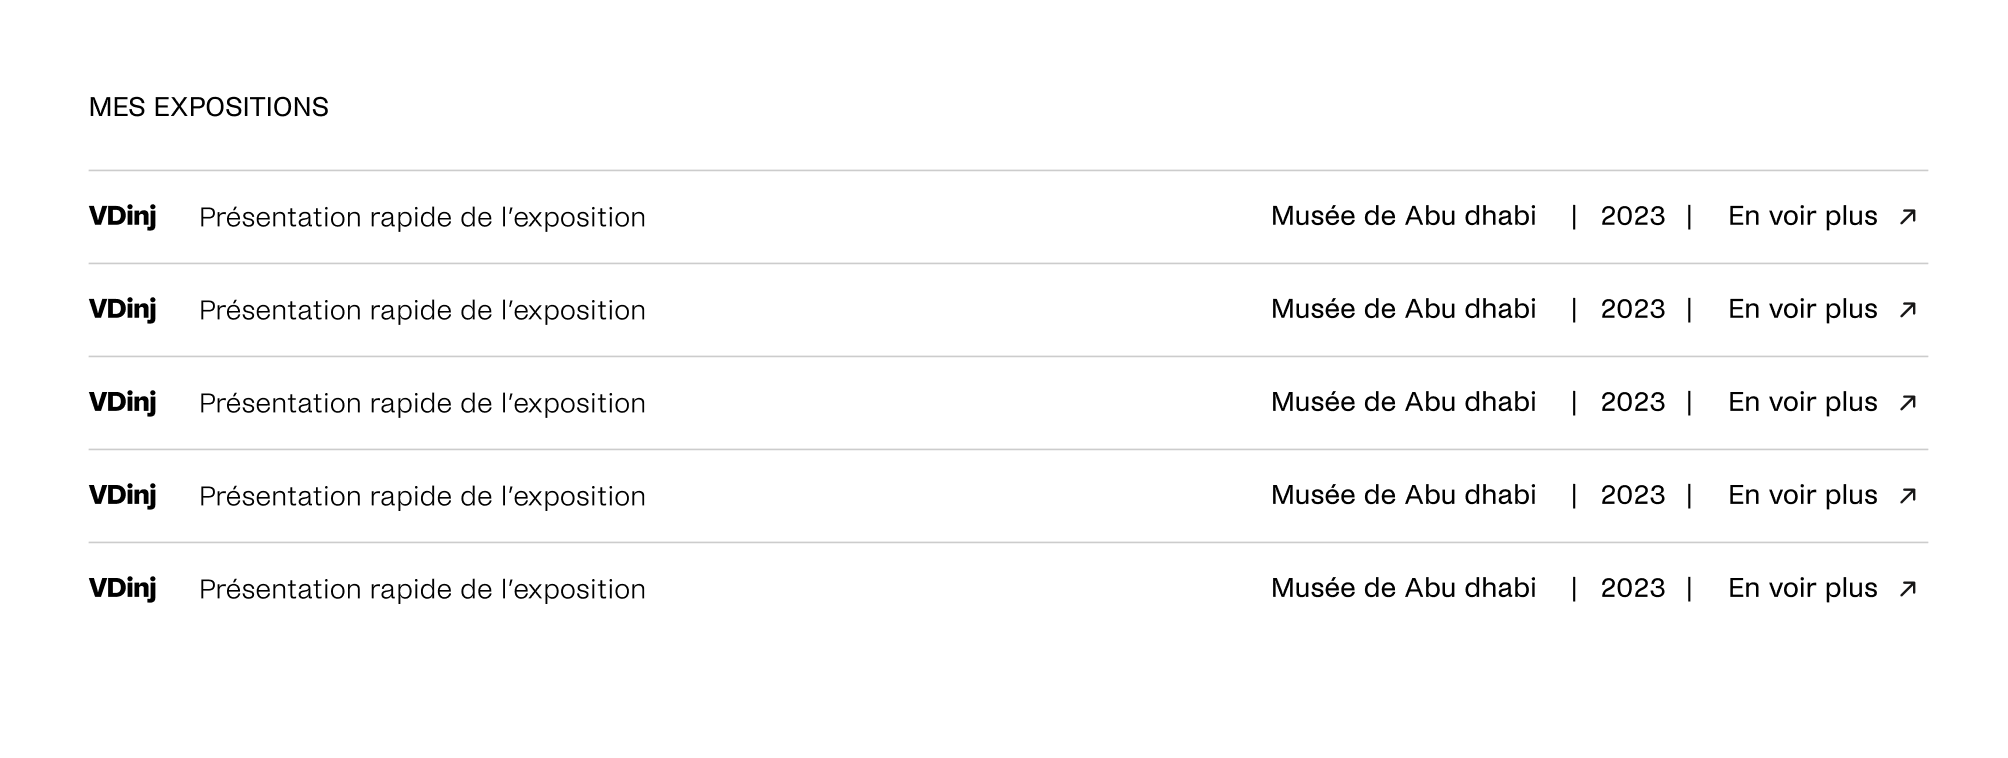 MES EXPOSITIONS
VDinj Présentation rapide de l’exposition Musée de Abu dhabi | 2023 | En voir plus ↗
VDinj Présentation rapide de l’exposition Musée de Abu dhabi | 2023 | En voir plus ↗
VDinj Présentation rapide de l’exposition Musée de Abu dhabi | 2023 | En voir plus ↗
VDinj Présentation rapide de l’exposition Musée de Abu dhabi | 2023 | En voir plus ↗
VDinj Présentation rapide de l’exposition Musée de Abu dhabi | 2023 | En voir plus ↗